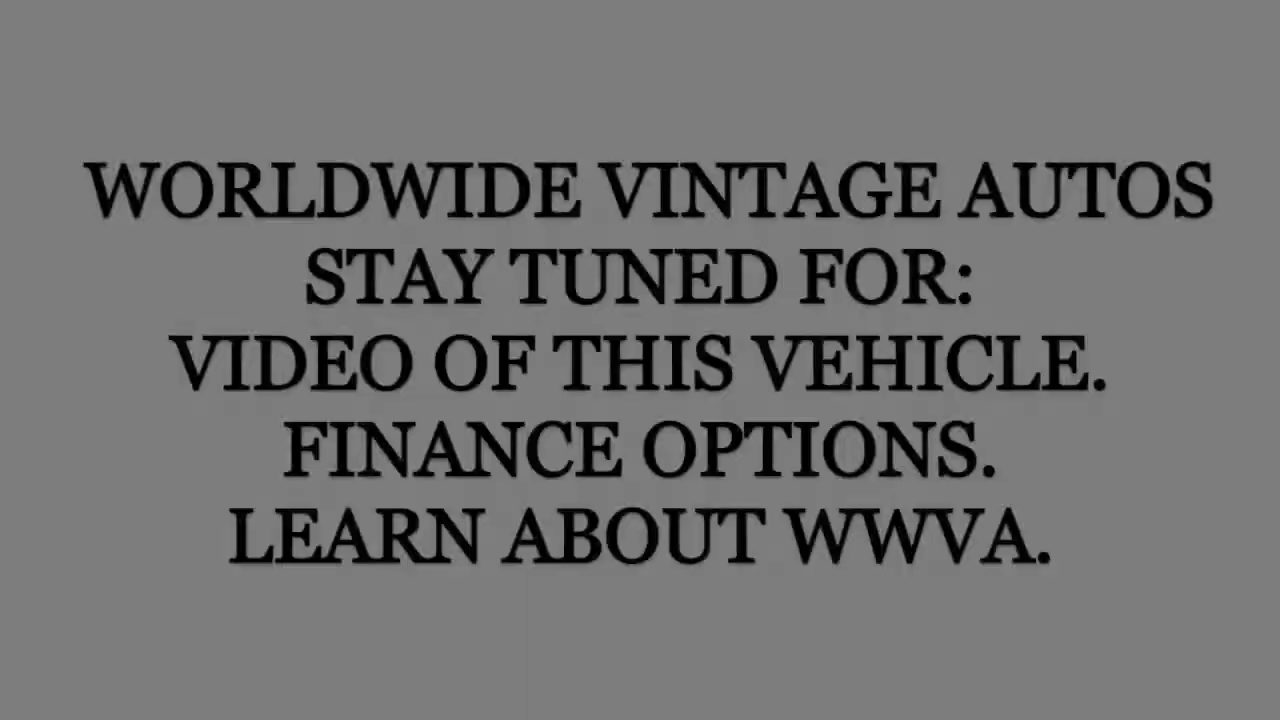 WORLDWIDE VINTAGE AUTOS
STAY TUNED FOR:
VIDEO OF THIS VEHICLE.
FINANCE OPTIONS.
LEARN ABOUT WWVA.